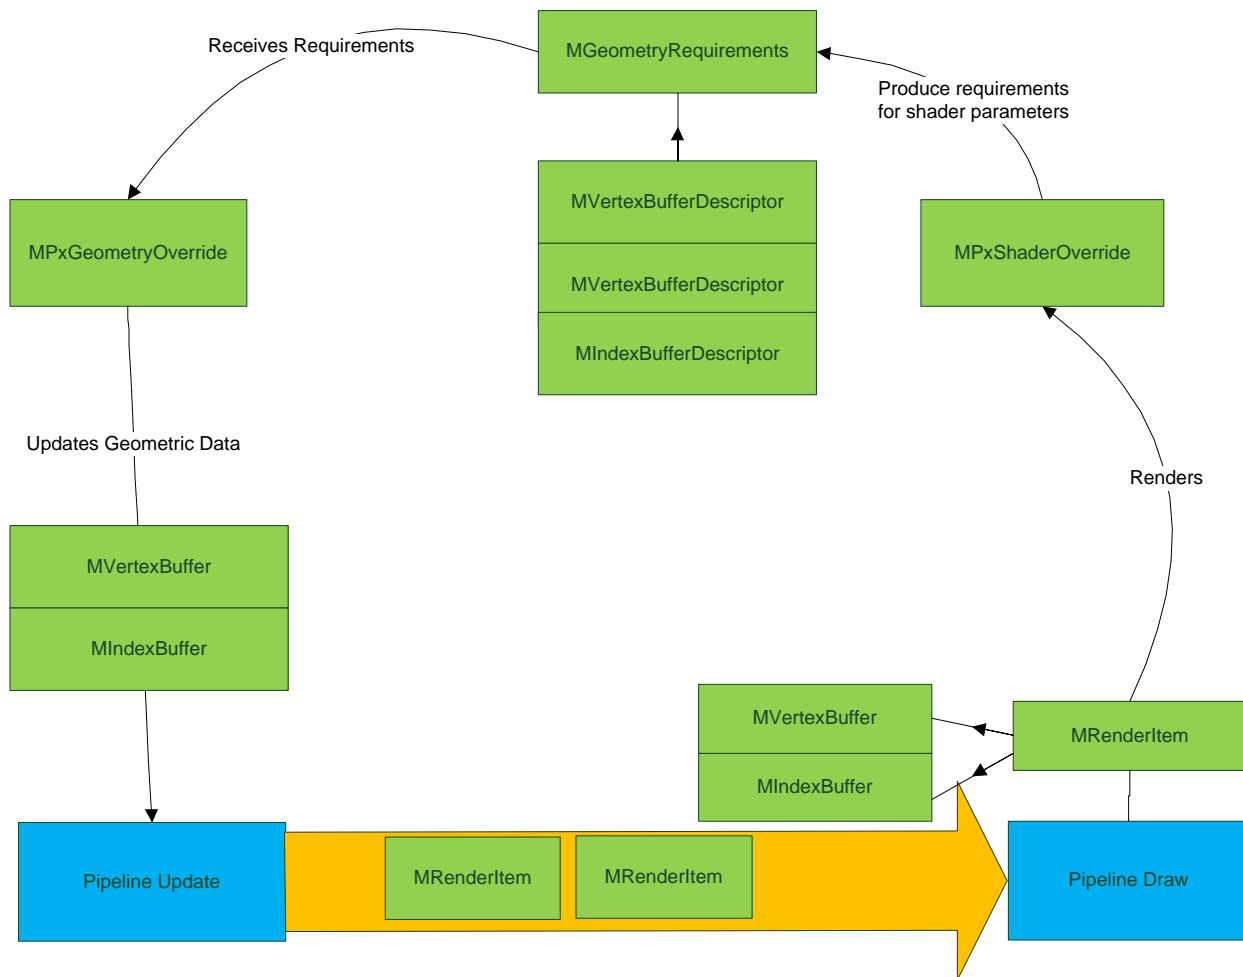 Receives Requirements
MGeometryRequirements
Produce requirements
for shader parameters
MVertexBufferDescriptor
MPxGeometryOverride
MPxShaderOverride
MVertexBufferDescriptor
MIndexBufferDescriptor
Updates Geometric Data
Renders
MVertexBuffer
MIndexBuffer
MVertexBuffer
MRenderItem
MIndexBuffer
Pipeline Update
MRenderItem
MRenderItem
Pipeline Draw